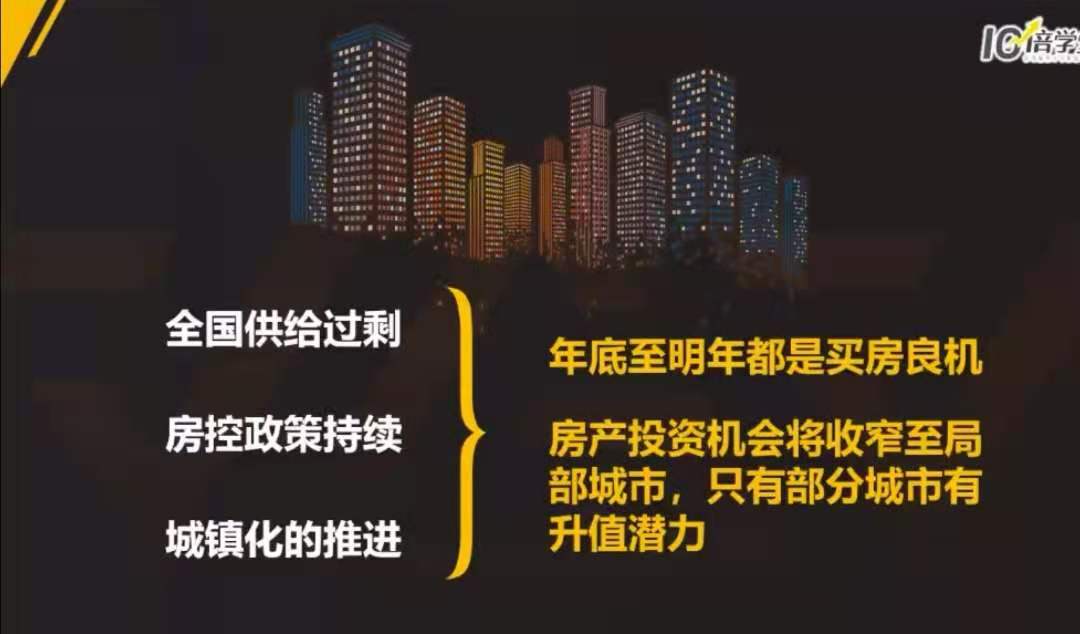 10倍学
全国供给过剩
房控政策持续
城镇化的推进
年底至明年都是买房良机
房产投资机会将收窄至局
部城市，只有部分城市有
升值潜力